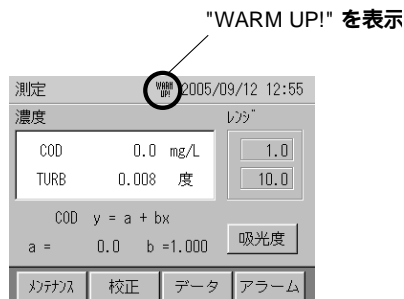 "WARM UP!" を表示
測定 WARM UP! 2005/09/12 12:55
濃度 ﾚﾝｼﾞ
COD 0.0 mg/L 1.0
TURB 0.008 度 10.0
COD y = a + bx
a = 0.0 b =1.000 吸光度
ﾒﾝﾃﾅﾝｽ 校正 データ アラーム